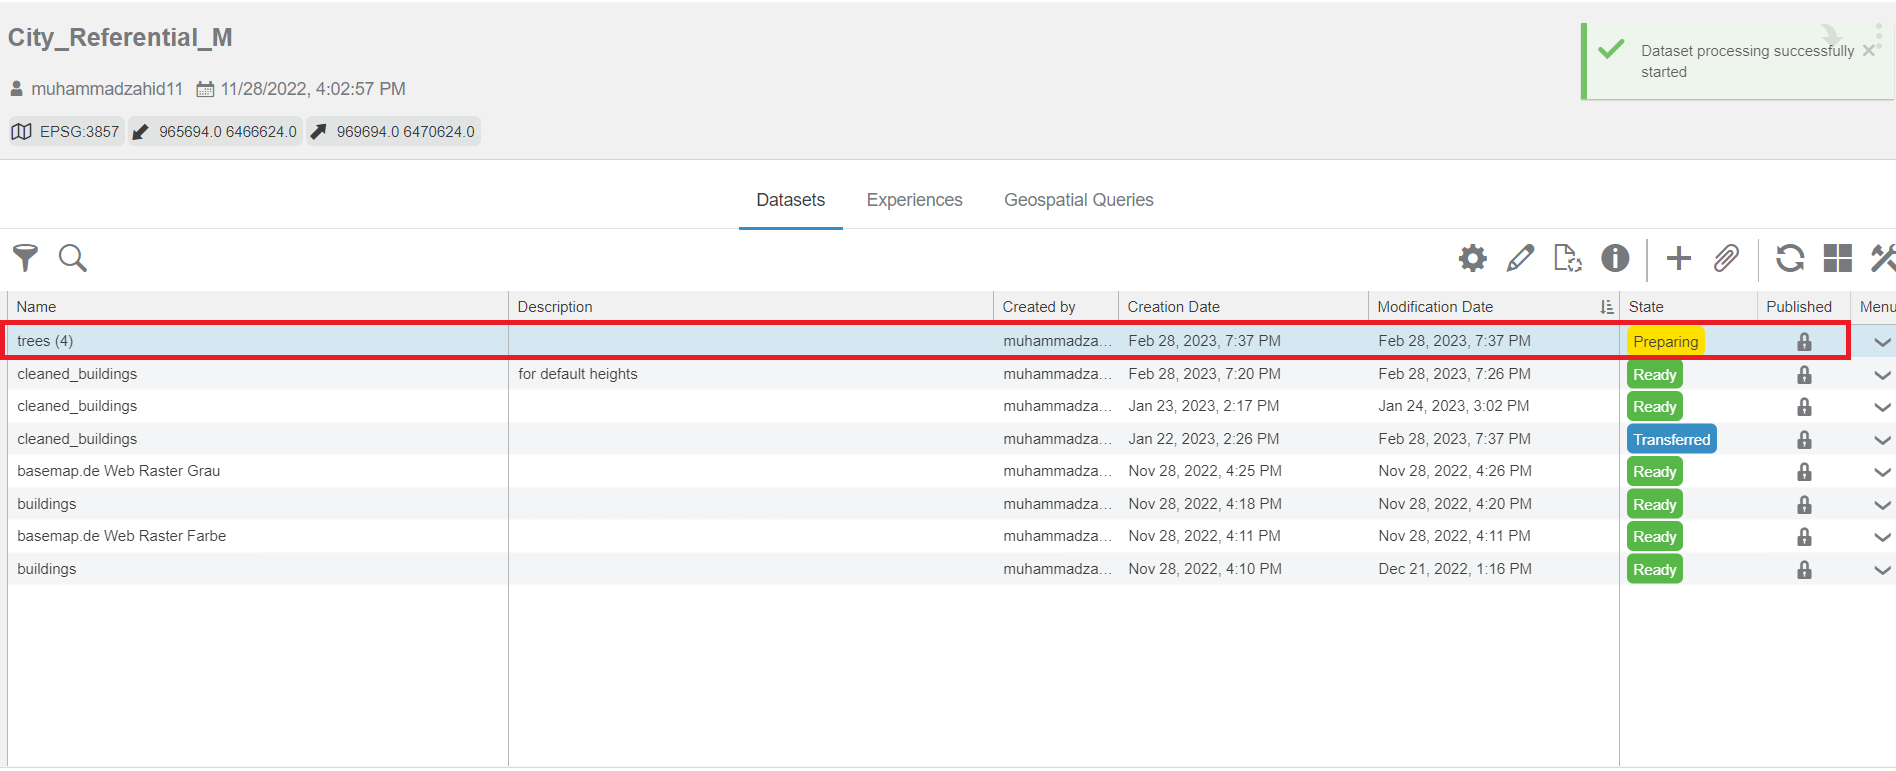 City_Referential_M
Dataset processing successfully
started
muhammadzahid11 11/28/2022, 4:02:57 PM
EPSG:3857 965694.0 6466624.0 969694.0 6470624.0
Datasets Experiences Geospatial Queries
Name Description Created by Creation Date Modification Date State Published Menu
trees (4) muhammadza... Feb 28, 2023, 7:37 PM Feb 28, 2023, 7:37 PM Preparing
cleaned_buildings for default heights muhammadza... Feb 28, 2023, 7:20 PM Feb 28, 2023, 7:26 PM Ready
cleaned_buildings muhammadza... Jan 23, 2023, 2:17 PM Jan 24, 2023, 3:02 PM Ready
cleaned_buildings muhammadza... Jan 22, 2023, 2:26 PM Feb 28, 2023, 7:37 PM Transferred
basemap.de Web Raster Grau muhammadza... Nov 28, 2022, 4:25 PM Nov 28, 2022, 4:26 PM Ready
buildings muhammadza... Nov 28, 2022, 4:18 PM Nov 28, 2022, 4:20 PM Ready
basemap.de Web Raster Farbe muhammadza... Nov 28, 2022, 4:11 PM Nov 28, 2022, 4:11 PM Ready
buildings muhammadza... Nov 28, 2022, 4:10 PM Dec 21, 2022, 1:16 PM Ready